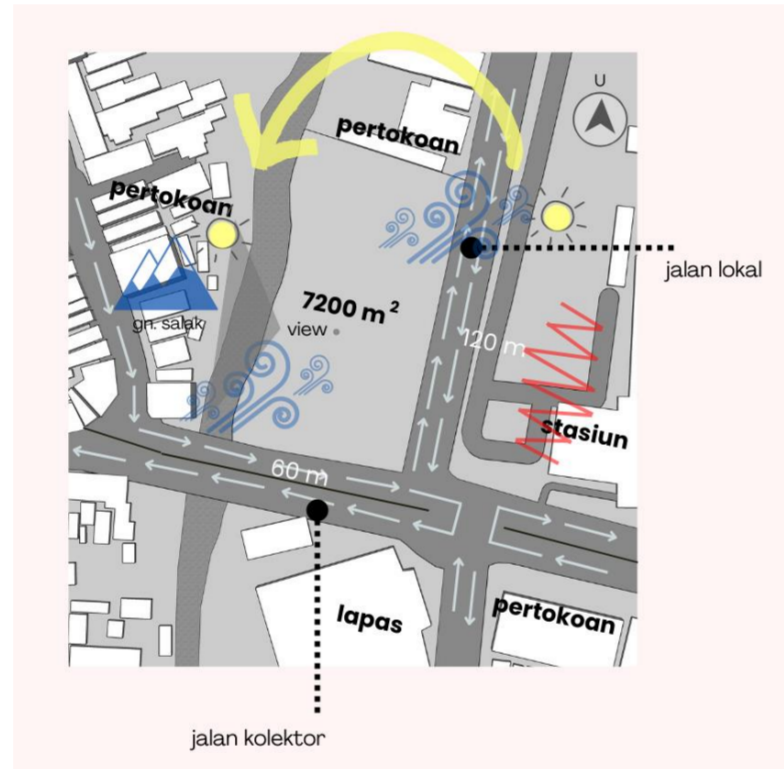 U
pertokoan
pertokoan
jalan lokal
7200 m²
gn. salak
view
120 m
stasiun
60 m
lapas
pertokoan
jalan kolektor